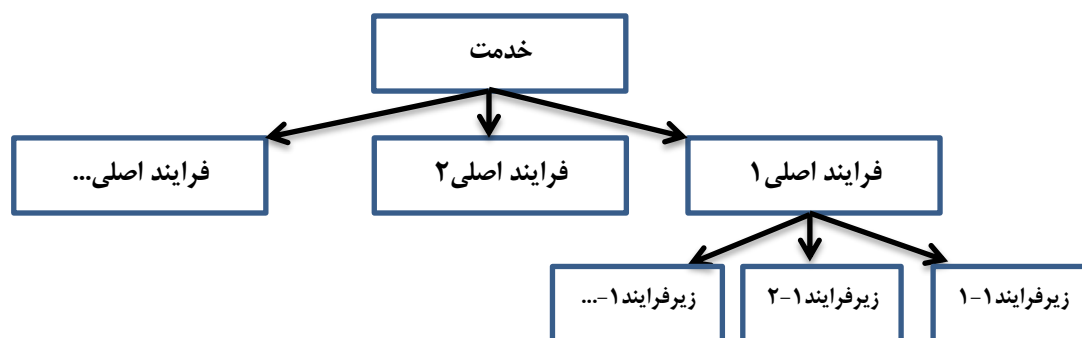 خدمت
فرایند اصلی۱
فرایند اصلی۲
فرایند اصلی...
زیرفرایند۱-۱
زیرفرایند۱-۲
زیرفرایند۱-...